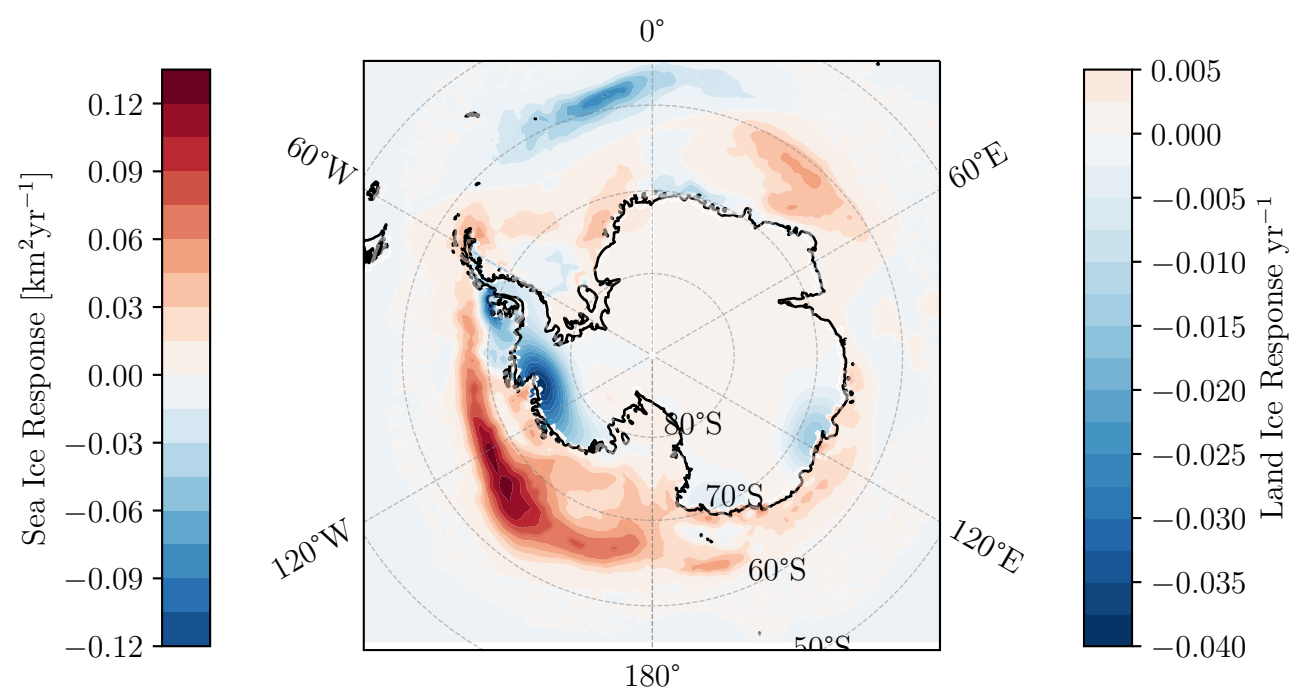 0°
60°W
60°E
120°W
120°E
180°
80°S
70°S
60°S
50°S
Sea Ice Response [km²yr⁻¹]
0.12
0.09
0.06
0.03
0.00
−0.03
−0.06
−0.09
−0.12
0.005
0.000
−0.005
−0.010
−0.015
−0.020
−0.025
−0.030
−0.035
−0.040
Land Ice Response yr⁻¹